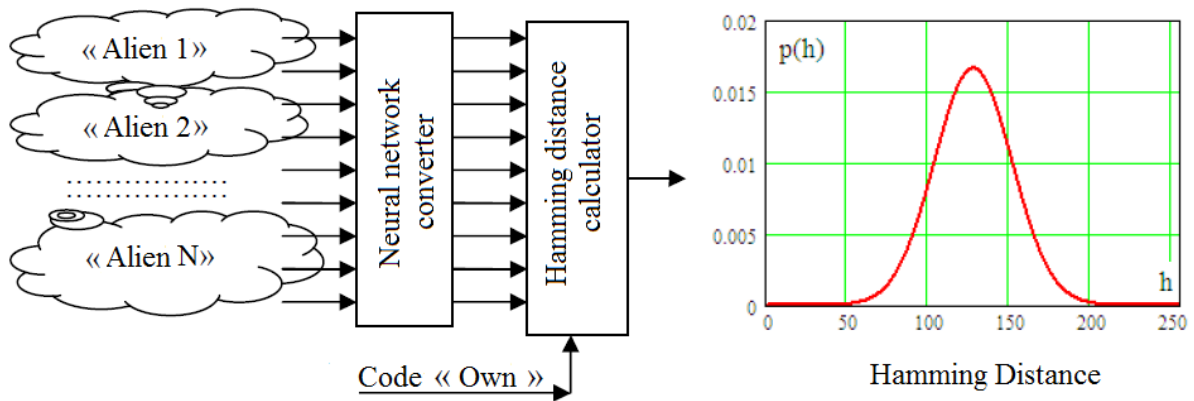 « Alien 1»
« Alien 2»
« Alien N»
Neural network
converter
Hamming distance
calculator
Code « Own »
p(h)
0.02
0.015
0.01
0.005
0
0 50 100 150 200 250
h
Hamming Distance